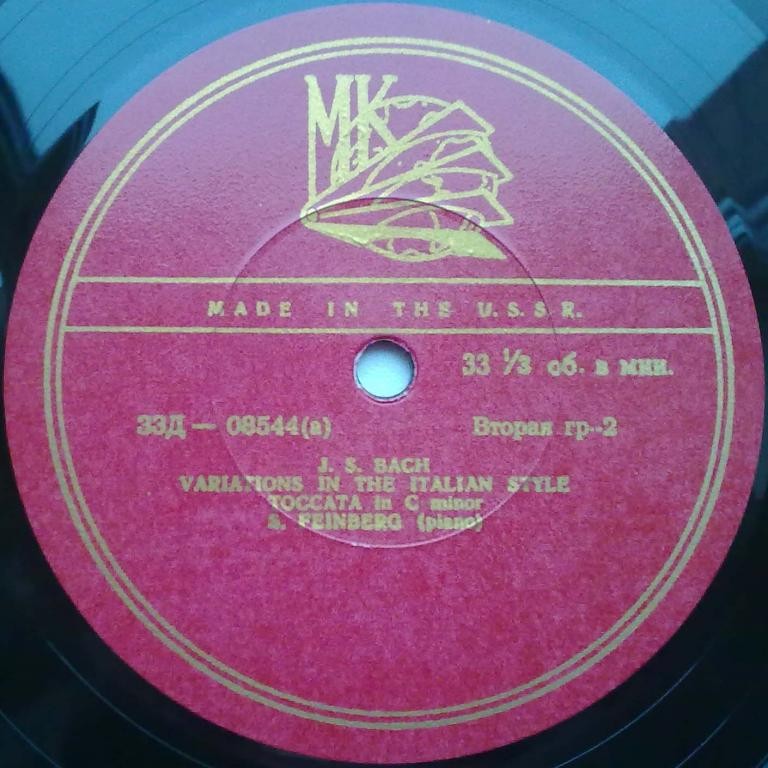 МК
MADE IN THE U.S.S.R.
33 1/3 об. в мин.
33Д — 08544(а)
Вторая гр.-2
J. S. BACH
VARIATIONS IN THE ITALIAN STYLE
TOCCATA in C minor
S. FEINBERG (piano)